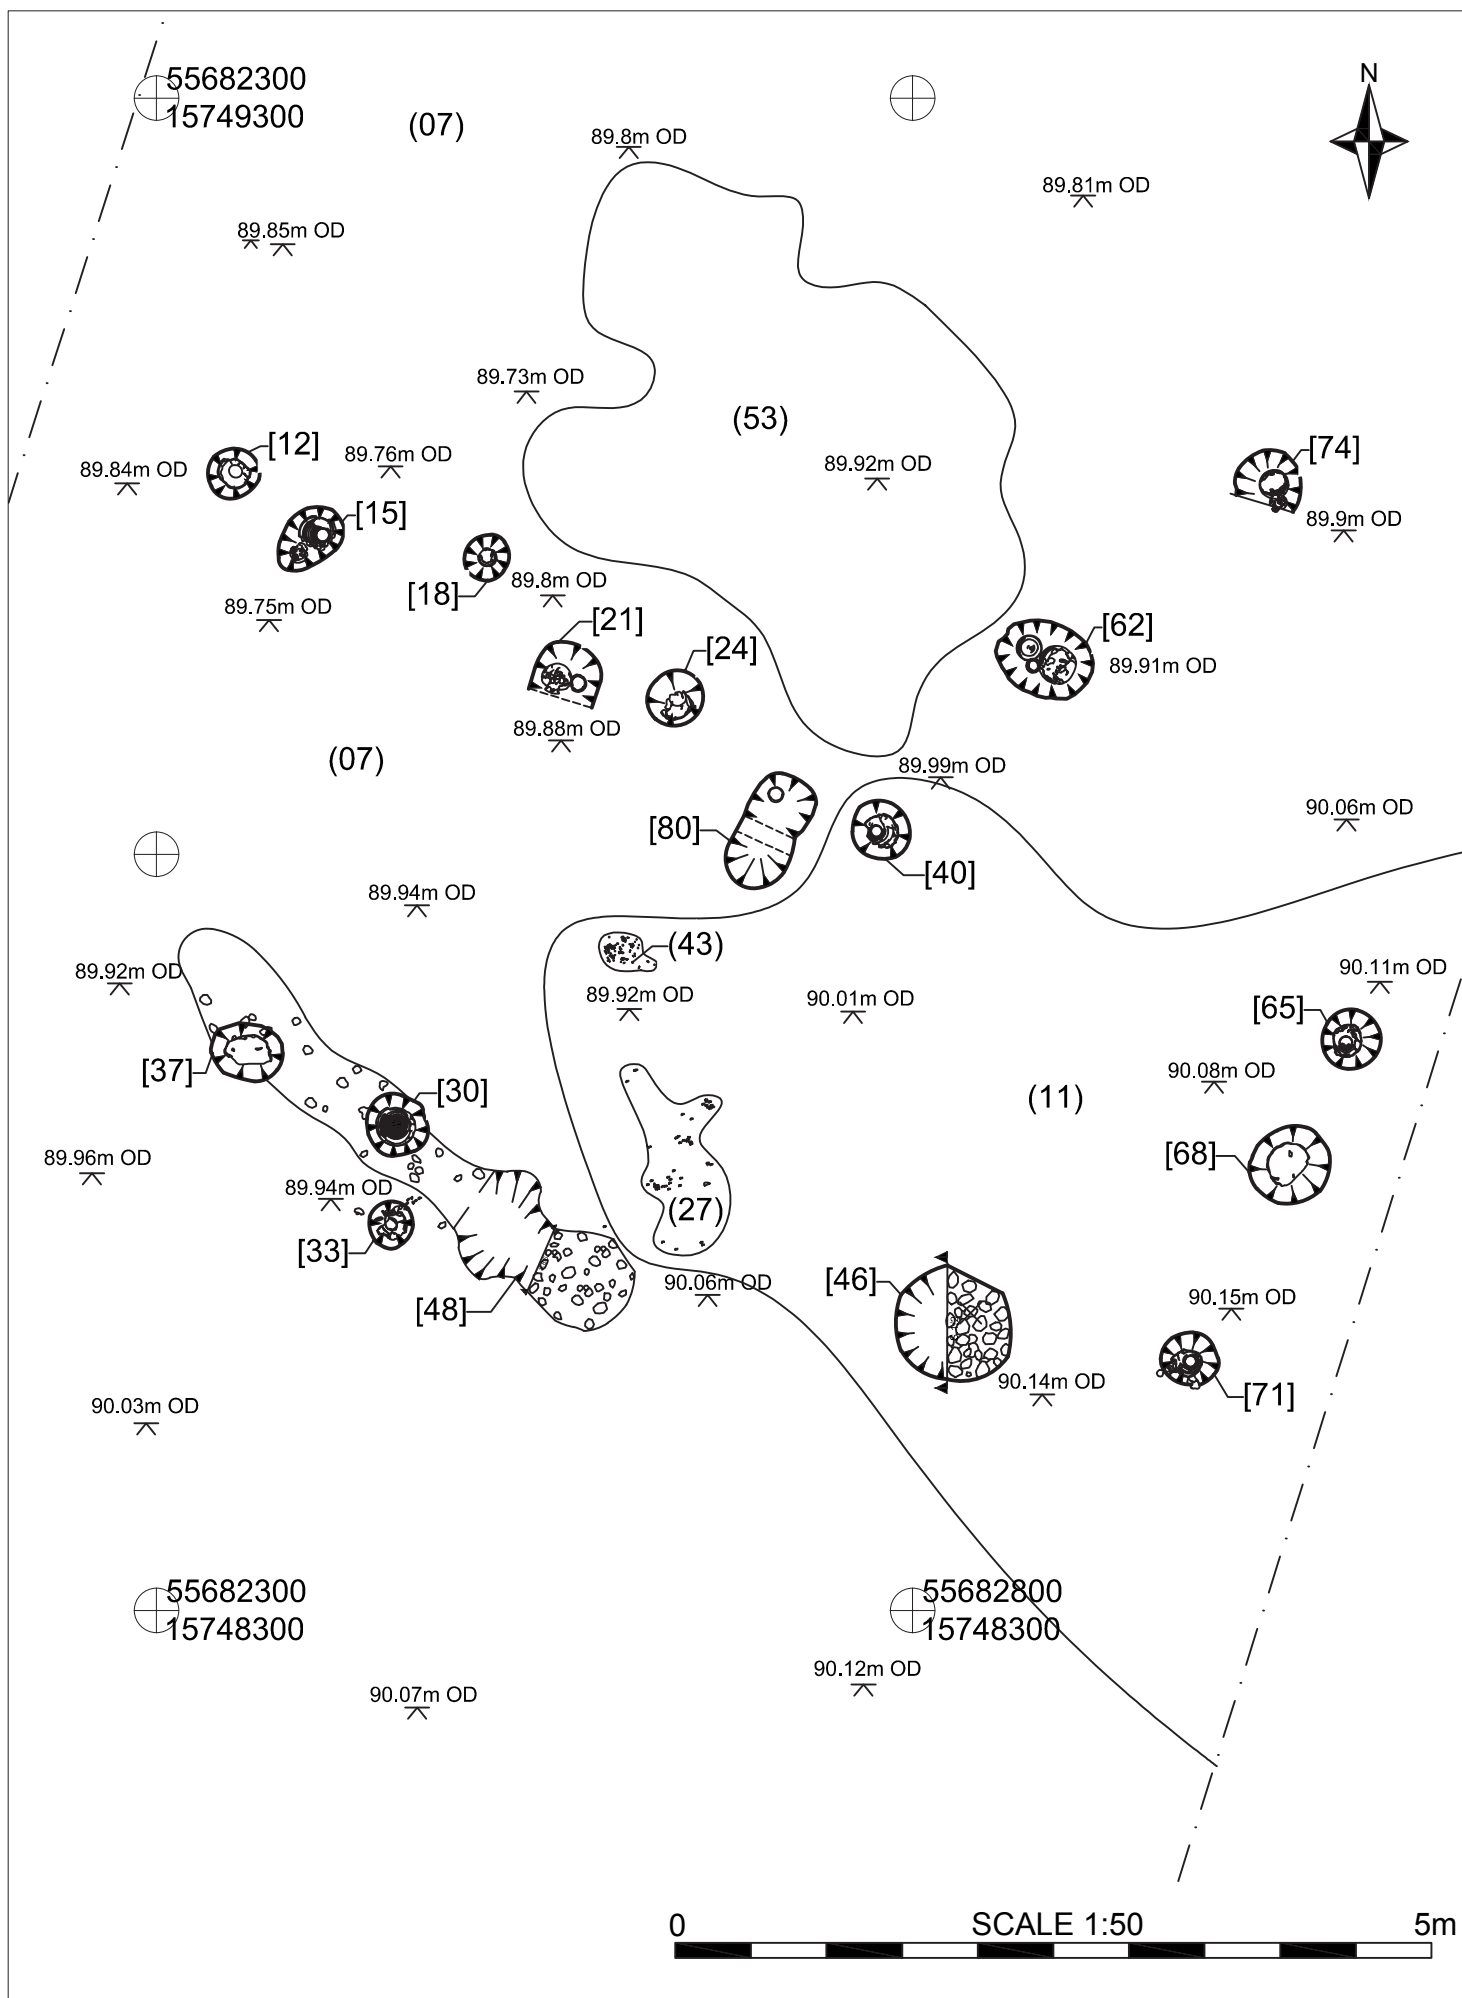 55682300
15749300
(07)
N
89.8m OD
89.81m OD
89.85m OD
89.73m OD
(53)
[12]
89.76m OD
89.84m OD
89.92m OD
[74]
[15]
89.9m OD
[18]
89.8m OD
89.75m OD
[21]
[24]
[62]
89.91m OD
89.88m OD
(07)
89.99m OD
90.06m OD
[80]
[40]
89.94m OD
(43)
89.92m OD
90.11m OD
89.92m OD
90.01m OD
[65]
[37]
90.08m OD
[30]
(11)
89.96m OD
[68]
89.94m OD
(27)
[33]
[46]
90.06m OD
90.15m OD
[48]
90.14m OD
[71]
90.03m OD
55682300
15748300
55682800
15748300
90.12m OD
90.07m OD
0 SCALE 1:50 5m